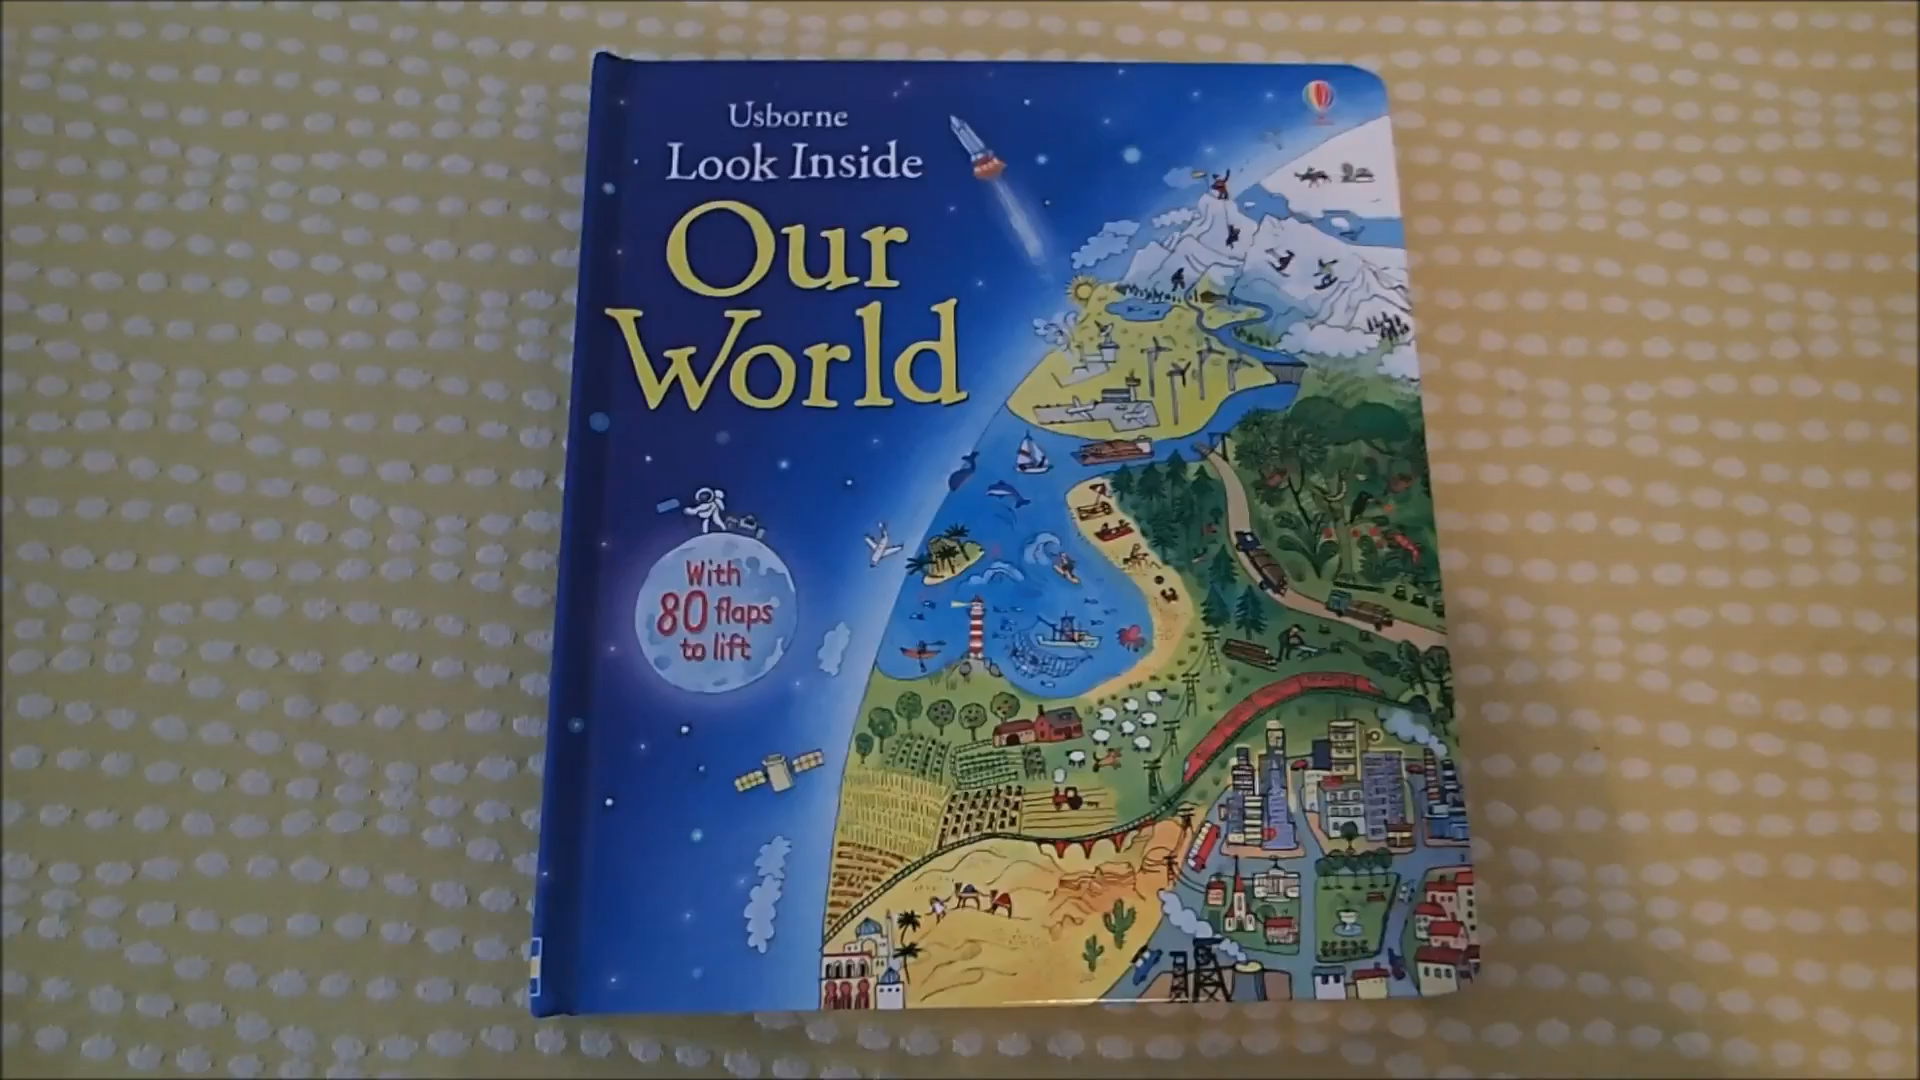 Usborne
Look Inside
Our
World
With
80 flaps
to lift